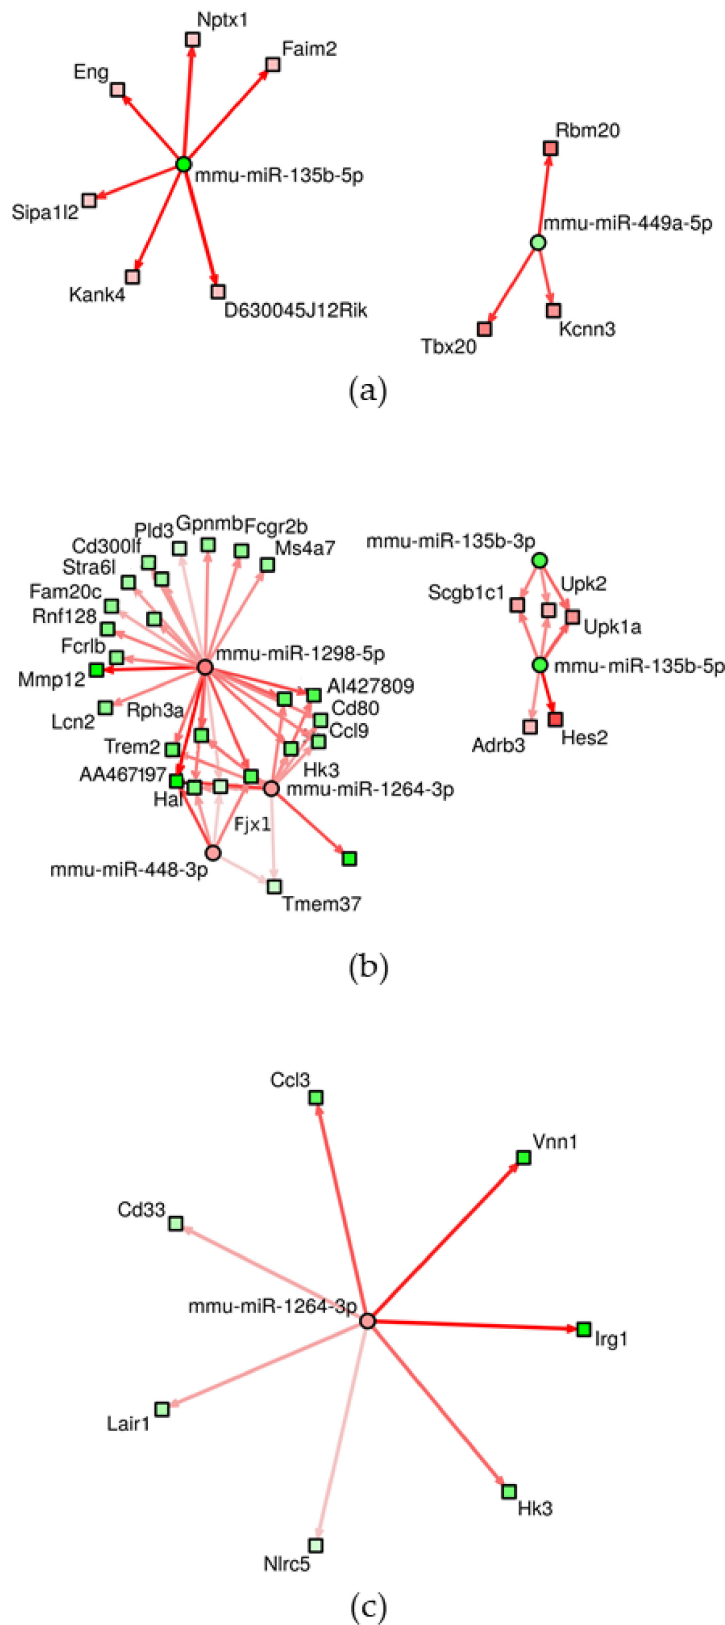 Nptx1
Faim2
Eng
mmu-miR-135b-5p
Sipa1l2
Kank4
D630045J12Rik
Rbm20
mmu-miR-449a-5p
Kcnn3
Tbx20
(a)
Pld3
Gpnmb
Fcgr2b
Cd300lf
Ms4a7
Stra6l
Fam20c
Rnf128
Fcrlb
mmu-miR-1298-5p
Mmp12
AI427809
Lcn2
Rph3a
Cd80
Ccl9
Trem2
Hk3
AA467197
mmu-miR-1264-3p
Hal
Fjx1
mmu-miR-448-3p
Tmem37
mmu-miR-135b-3p
Upk2
Scgb1c1
Upk1a
mmu-miR-135b-5p
Adrb3
Hes2
(b)
Ccl3
Vnn1
Cd33
mmu-miR-1264-3p
Irg1
Lair1
Hk3
Nlrc5
(c)